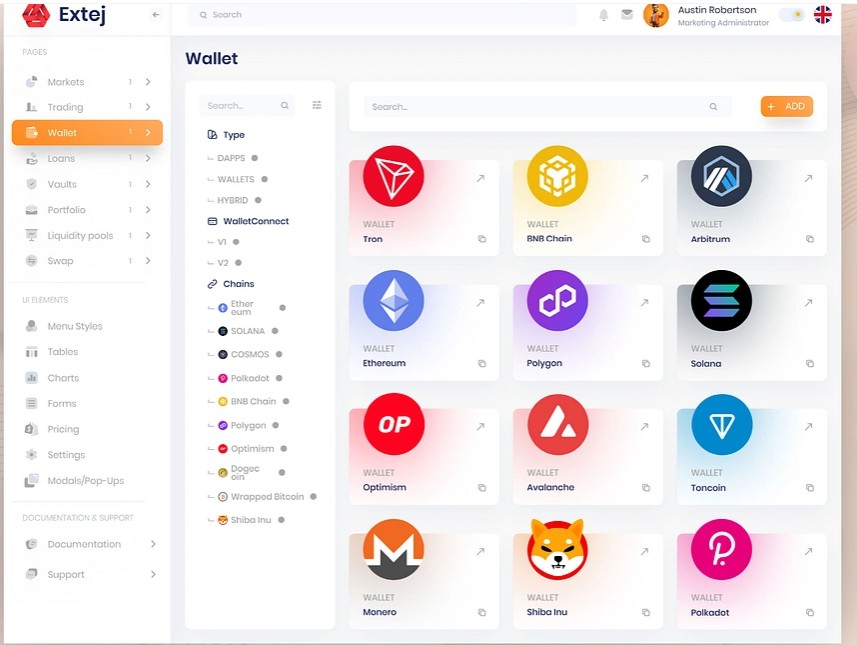 Extej
Search
Austin Robertson
Marketing Administrator
PAGES
Markets 1
Trading 1
Wallet 1
Loans 1
Vaults 1
Portfolio 1
Liquidity pools 1
Swap 1
UI ELEMENTS
Menu Styles
Tables
Charts
Forms
Pricing
Settings
Modals/Pop-Ups
DOCUMENTATION & SUPPORT
Documentation
Support
Wallet
Search..
Type
DAPPS
WALLETS
HYBRID
WalletConnect
V1
V2
Chains
Ether
eum
SOLANA
COSMOS
Polkadot
BNB Chain
Polygon
Optimism
Dogec
oin
Wrapped Bitcoin
Shiba Inu
Search...
+ ADD
WALLET
Tron
WALLET
BNB Chain
WALLET
Arbitrum
WALLET
Ethereum
WALLET
Polygon
WALLET
Solana
OP
WALLET
Optimism
WALLET
Avalanche
WALLET
Toncoin
WALLET
Monero
WALLET
Shiba Inu
WALLET
Polkadot